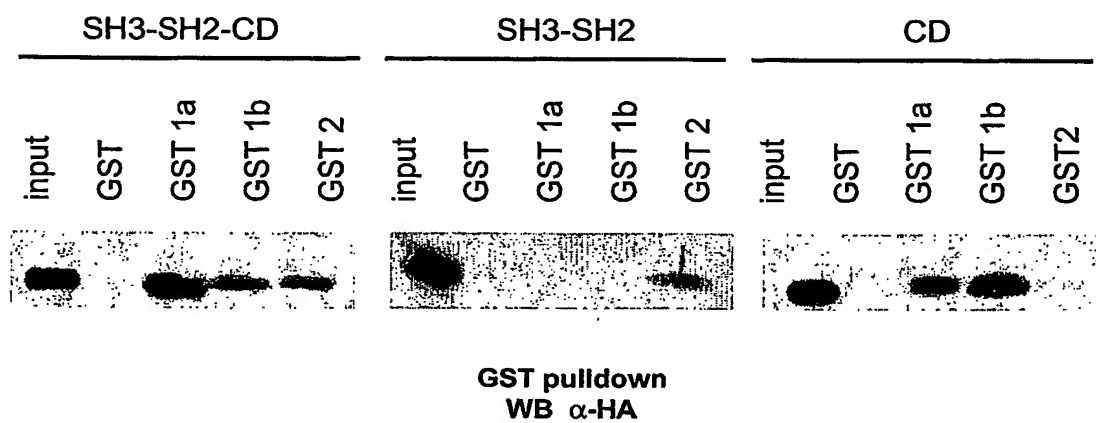 SH3-SH2-CD
SH3-SH2
CD
input
GST
GST 1a
GST 1b
GST 2
input
GST
GST 1a
GST 1b
GST 2
input
GST
GST 1a
GST 1b
GST2
GST pulldown
WB α-HA